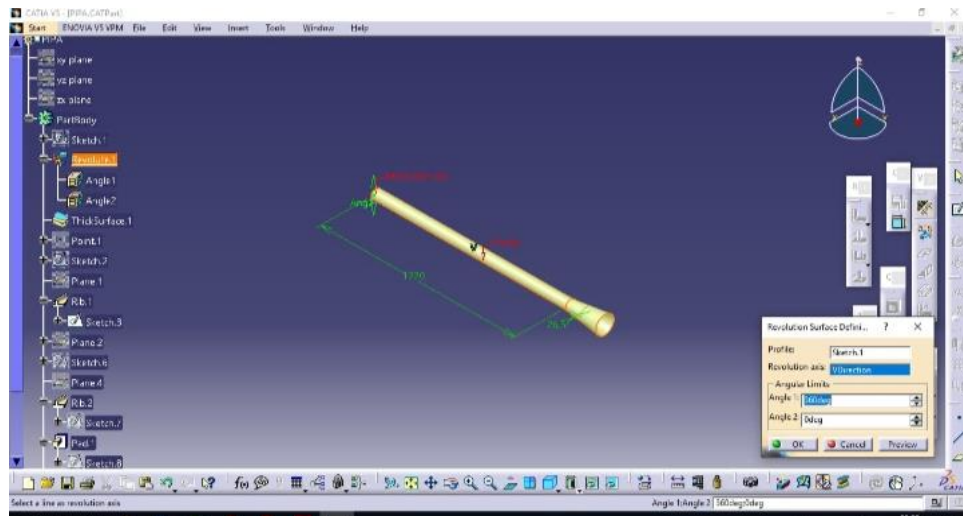 CATIA V5 - [PIPA.CATPart]
Start ENOVIA V5 VPM File Edit View Insert Tools Window Help
PIPA
xy plane
yz plane
zx plane
PartBody
Sketch.1
Revolute.1
Angle1
Angle2
ThickSurface.1
Point.1
Sketch.2
Plane.1
Rib.1
Sketch.3
Plane.2
Sketch.6
Plane.4
Rib.2
Sketch.7
Pad.1
Sketch.8
1220
Revolution Surface Defini... ? X
Profile: Sketch.1
Revolution axis: VDirection
Angular Limits
Angle 1: 360deg
Angle 2: 0deg
OK Cancel Preview
Select a line as revolution axis
Angle 1:Angle 2 360deg;0deg